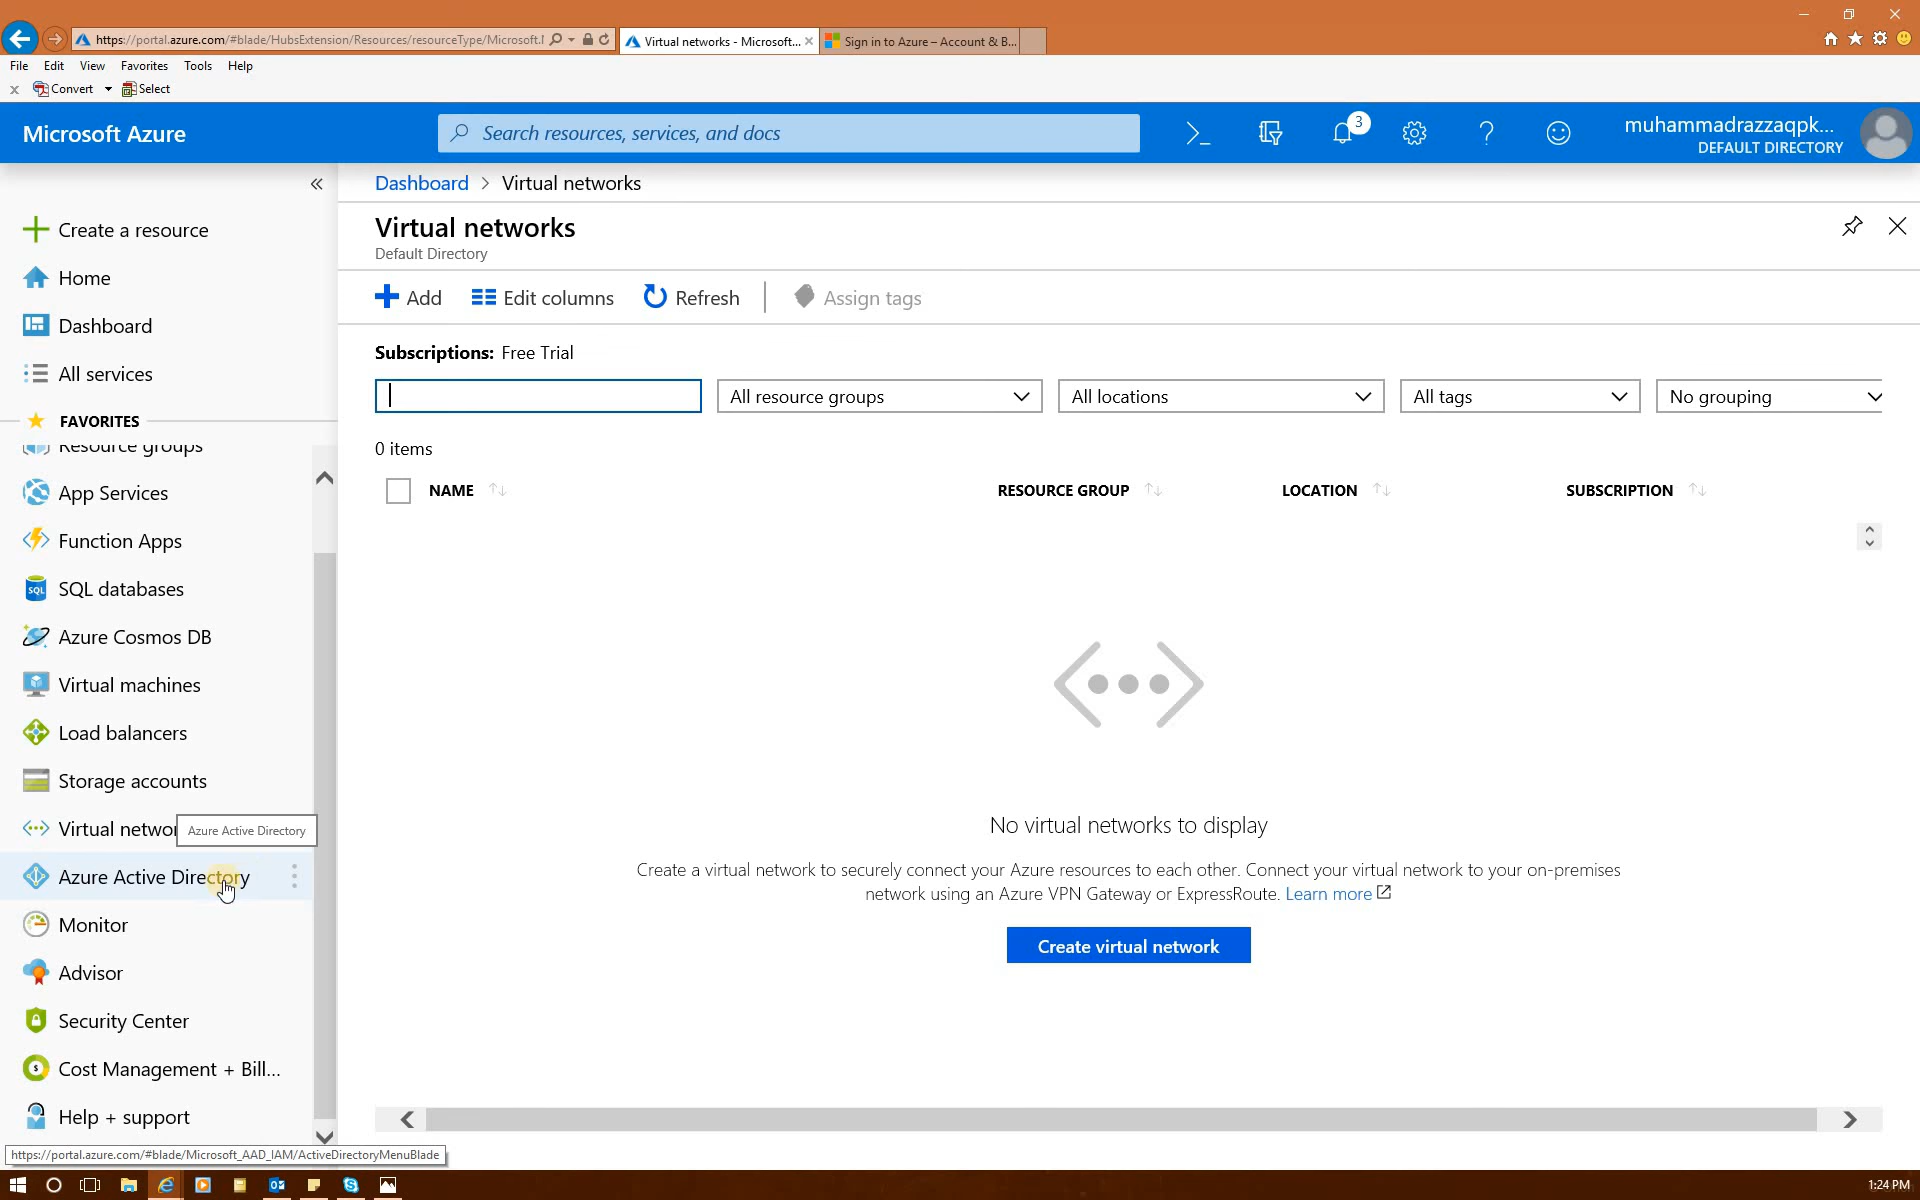 https://portal.azure.com/#blade/HubsExtension/Resources/resourceType/Microsoft.
Virtual networks - Microsoft...
Sign in to Azure – Account & B...
File Edit View Favorites Tools Help
x Convert Select
Microsoft Azure
Search resources, services, and docs
3
muhammadrazzaqpk...
DEFAULT DIRECTORY
Dashboard > Virtual networks
Create a resource
Home
Dashboard
All services
FAVORITES
Resource groups
App Services
Function Apps
SQL databases
Azure Cosmos DB
Virtual machines
Load balancers
Storage accounts
Virtual networ
Azure Active Directory
Azure Active Directory
Monitor
Advisor
Security Center
Cost Management + Bill...
Help + support
Virtual networks
Default Directory
Add Edit columns Refresh Assign tags
Subscriptions: Free Trial
All resource groups All locations All tags No grouping
0 items
NAME RESOURCE GROUP LOCATION SUBSCRIPTION
No virtual networks to display
Create a virtual network to securely connect your Azure resources to each other. Connect your virtual network to your on-premises
network using an Azure VPN Gateway or ExpressRoute. Learn more
Create virtual network
https://portal.azure.com/#blade/Microsoft_AAD_IAM/ActiveDirectoryMenuBlade
1:24 PM